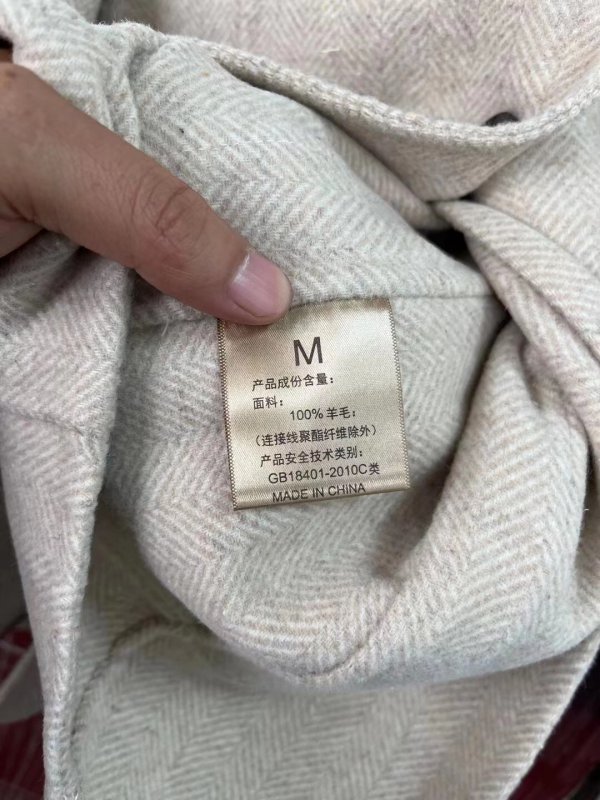 M
产品成份含量：
面料：
100% 羊毛；
（连接线聚酯纤维除外）
产品安全技术类别：
GB18401-2010C类
MADE IN CHINA